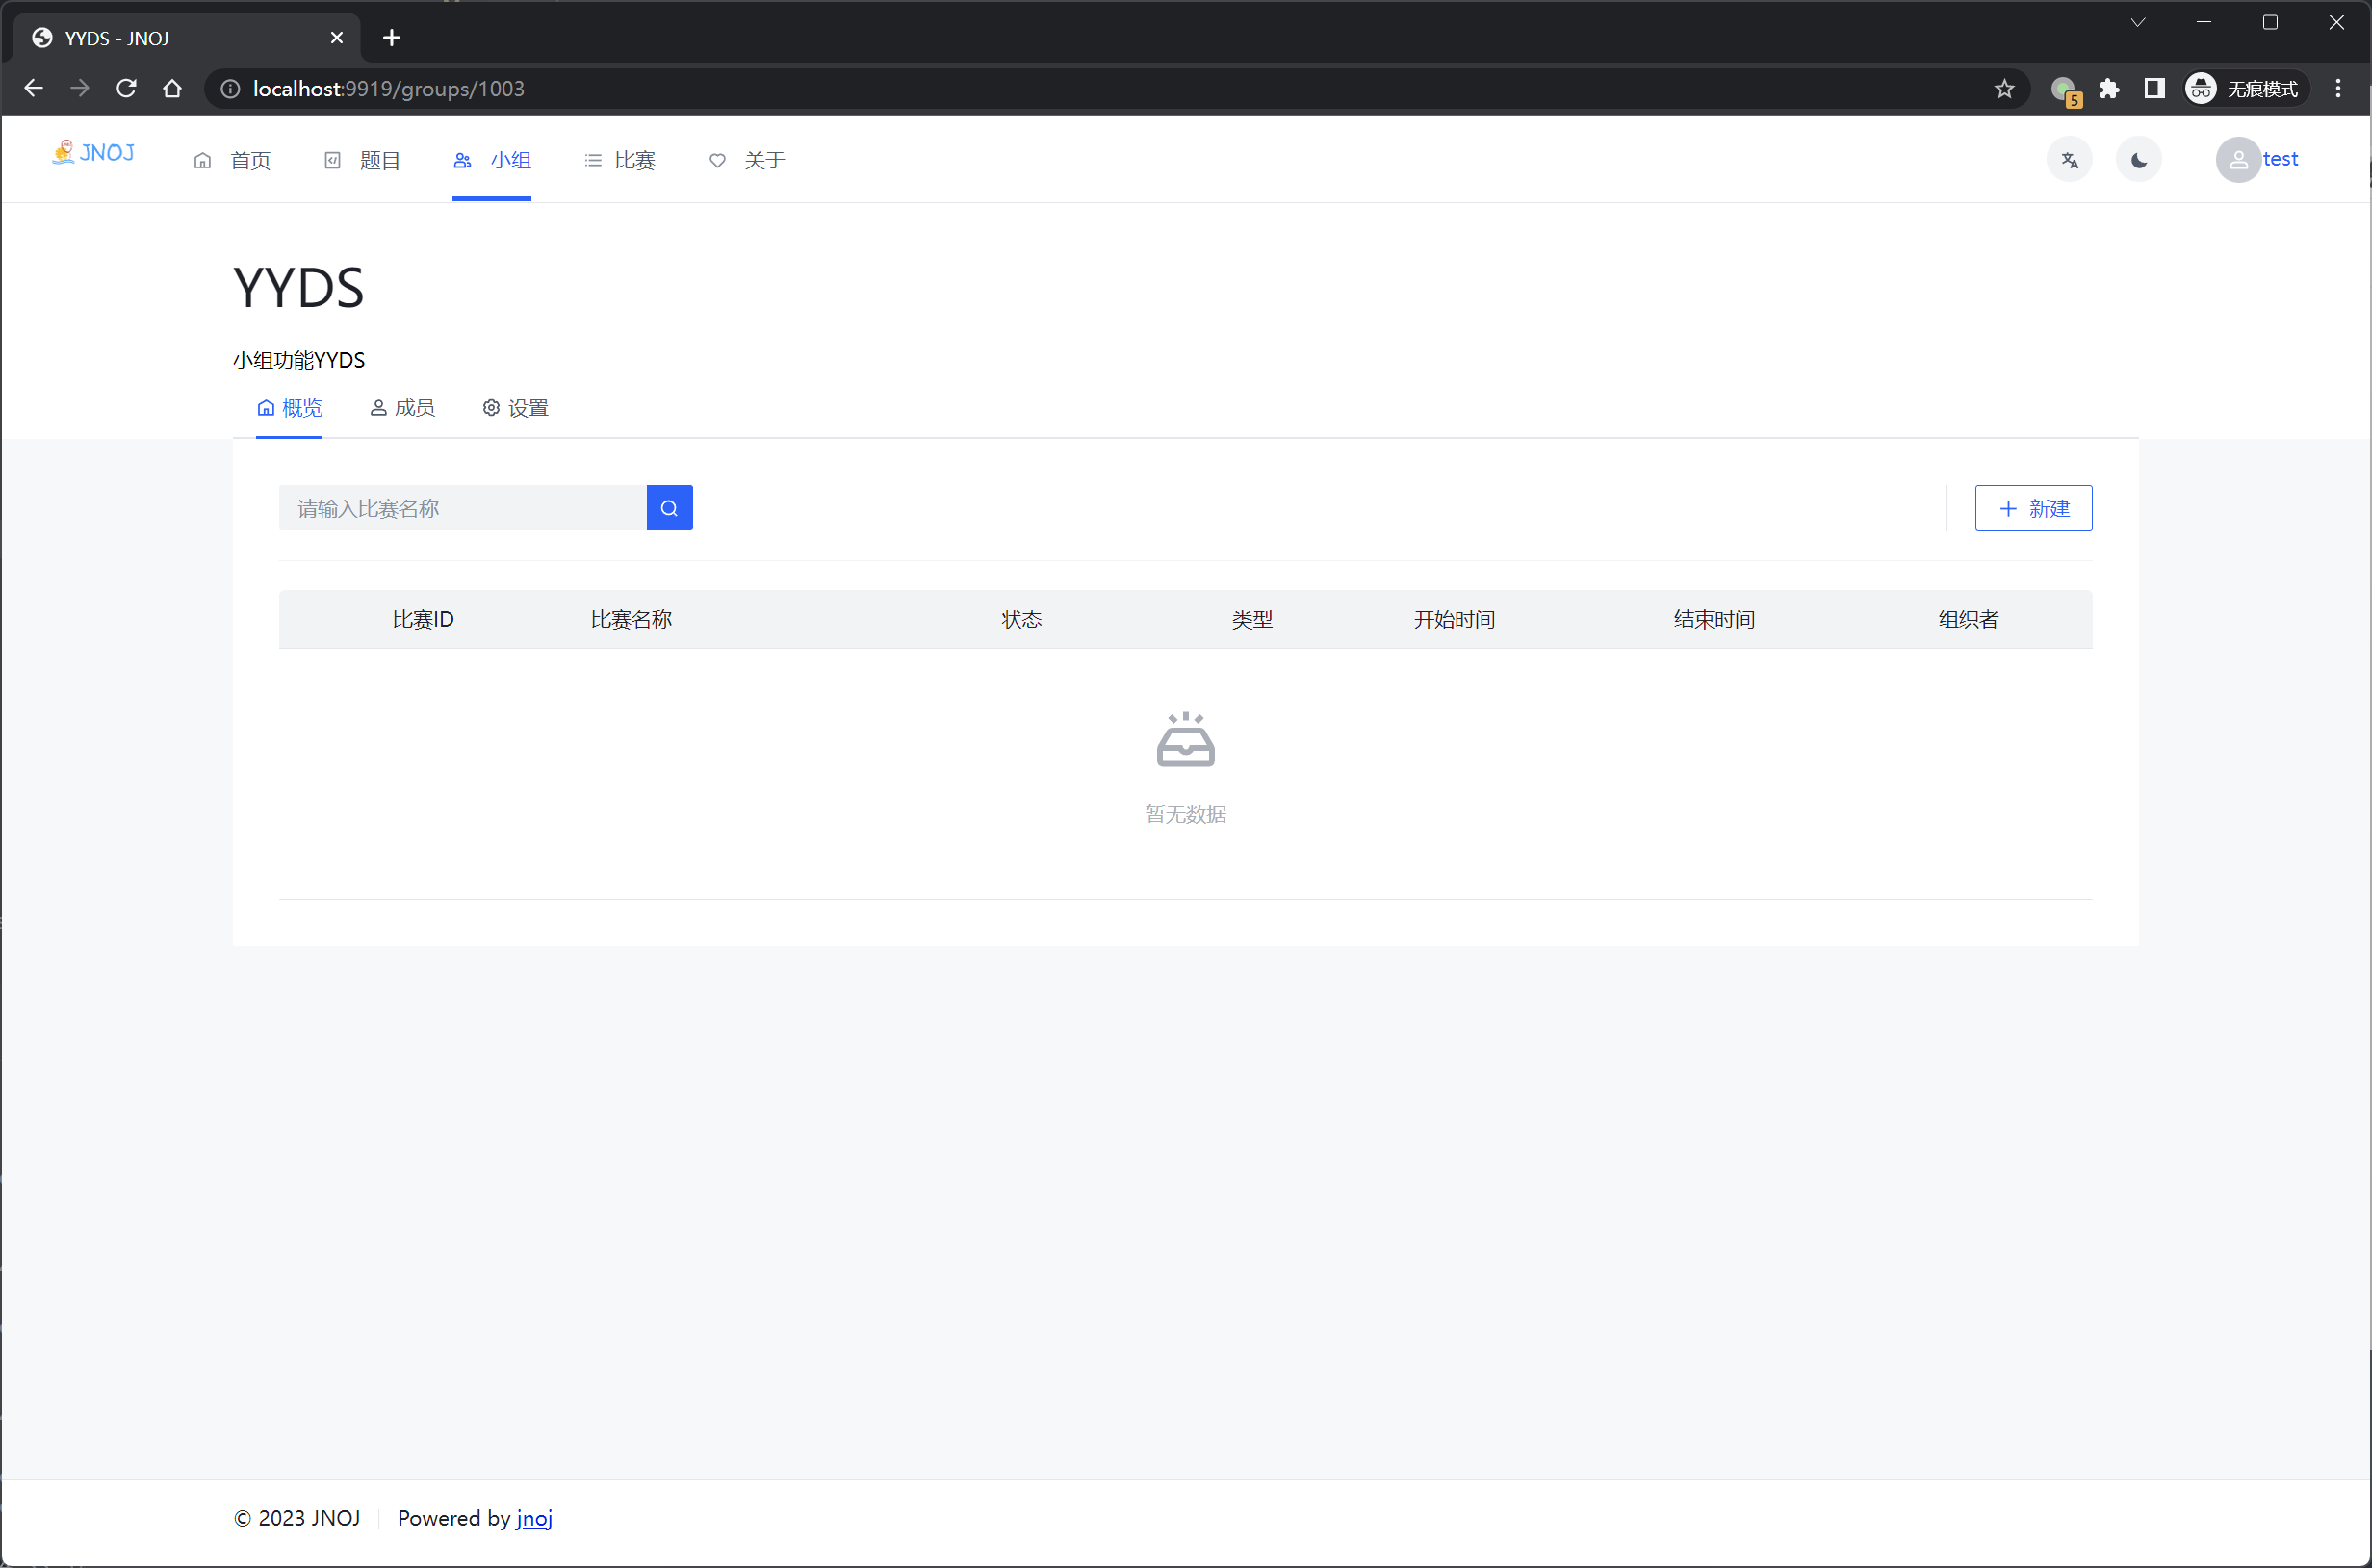 YYDS - JNOJ
localhost:9919/groups/1003
5
无痕模式
JNOJ
首页
题目
小组
比赛
关于
test
YYDS
小组功能YYDS
概览
成员
设置
请输入比赛名称
新建
比赛ID 比赛名称 状态 类型 开始时间 结束时间 组织者
暂无数据
© 2023 JNOJ
Powered by jnoj